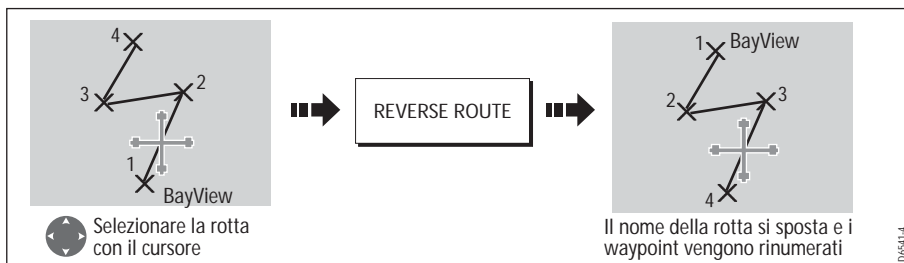 4
3
2
1
BayView
Selezionare la rotta
con il cursore
REVERSE ROUTE
1
BayView
2
3
4
Il nome della rotta si sposta e i
waypoint vengono rinumerati
D6541-4